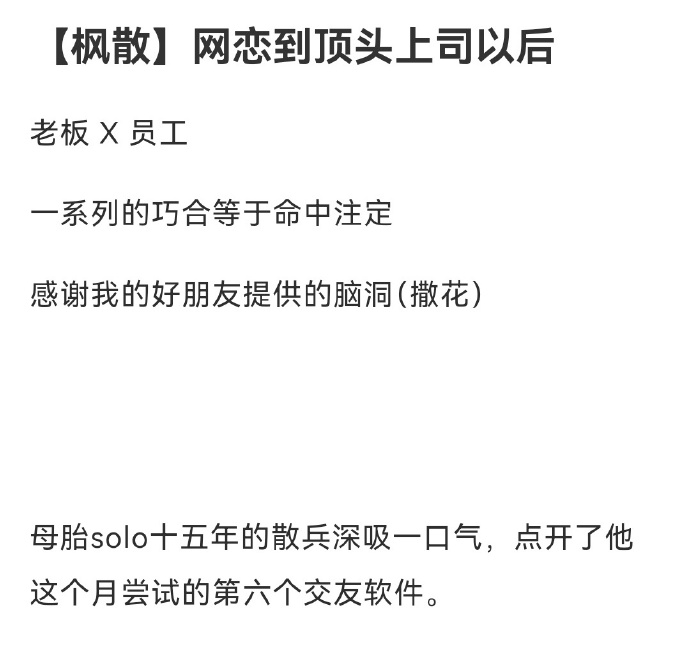 【枫散】网恋到顶头上司以后
老板 X 员工
一系列的巧合等于命中注定
感谢我的好朋友提供的脑洞(撒花)
母胎solo十五年的散兵深吸一口气，点开了他
这个月尝试的第六个交友软件。